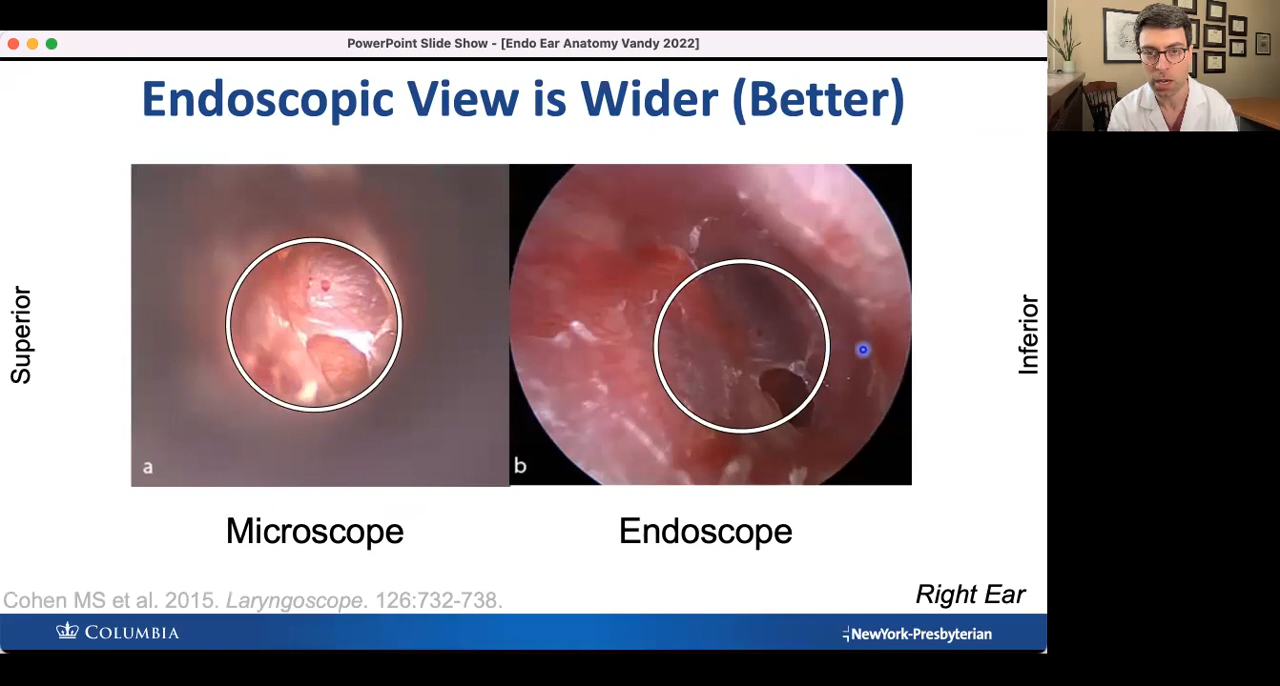 PowerPoint Slide Show - [Endo Ear Anatomy Vandy 2022]
Endoscopic View is Wider (Better)
Superior
Inferior
a
b
Microscope
Endoscope
Cohen MS et al. 2015. Laryngoscope. 126:732-738.
Right Ear
COLUMBIA
NewYork-Presbyterian